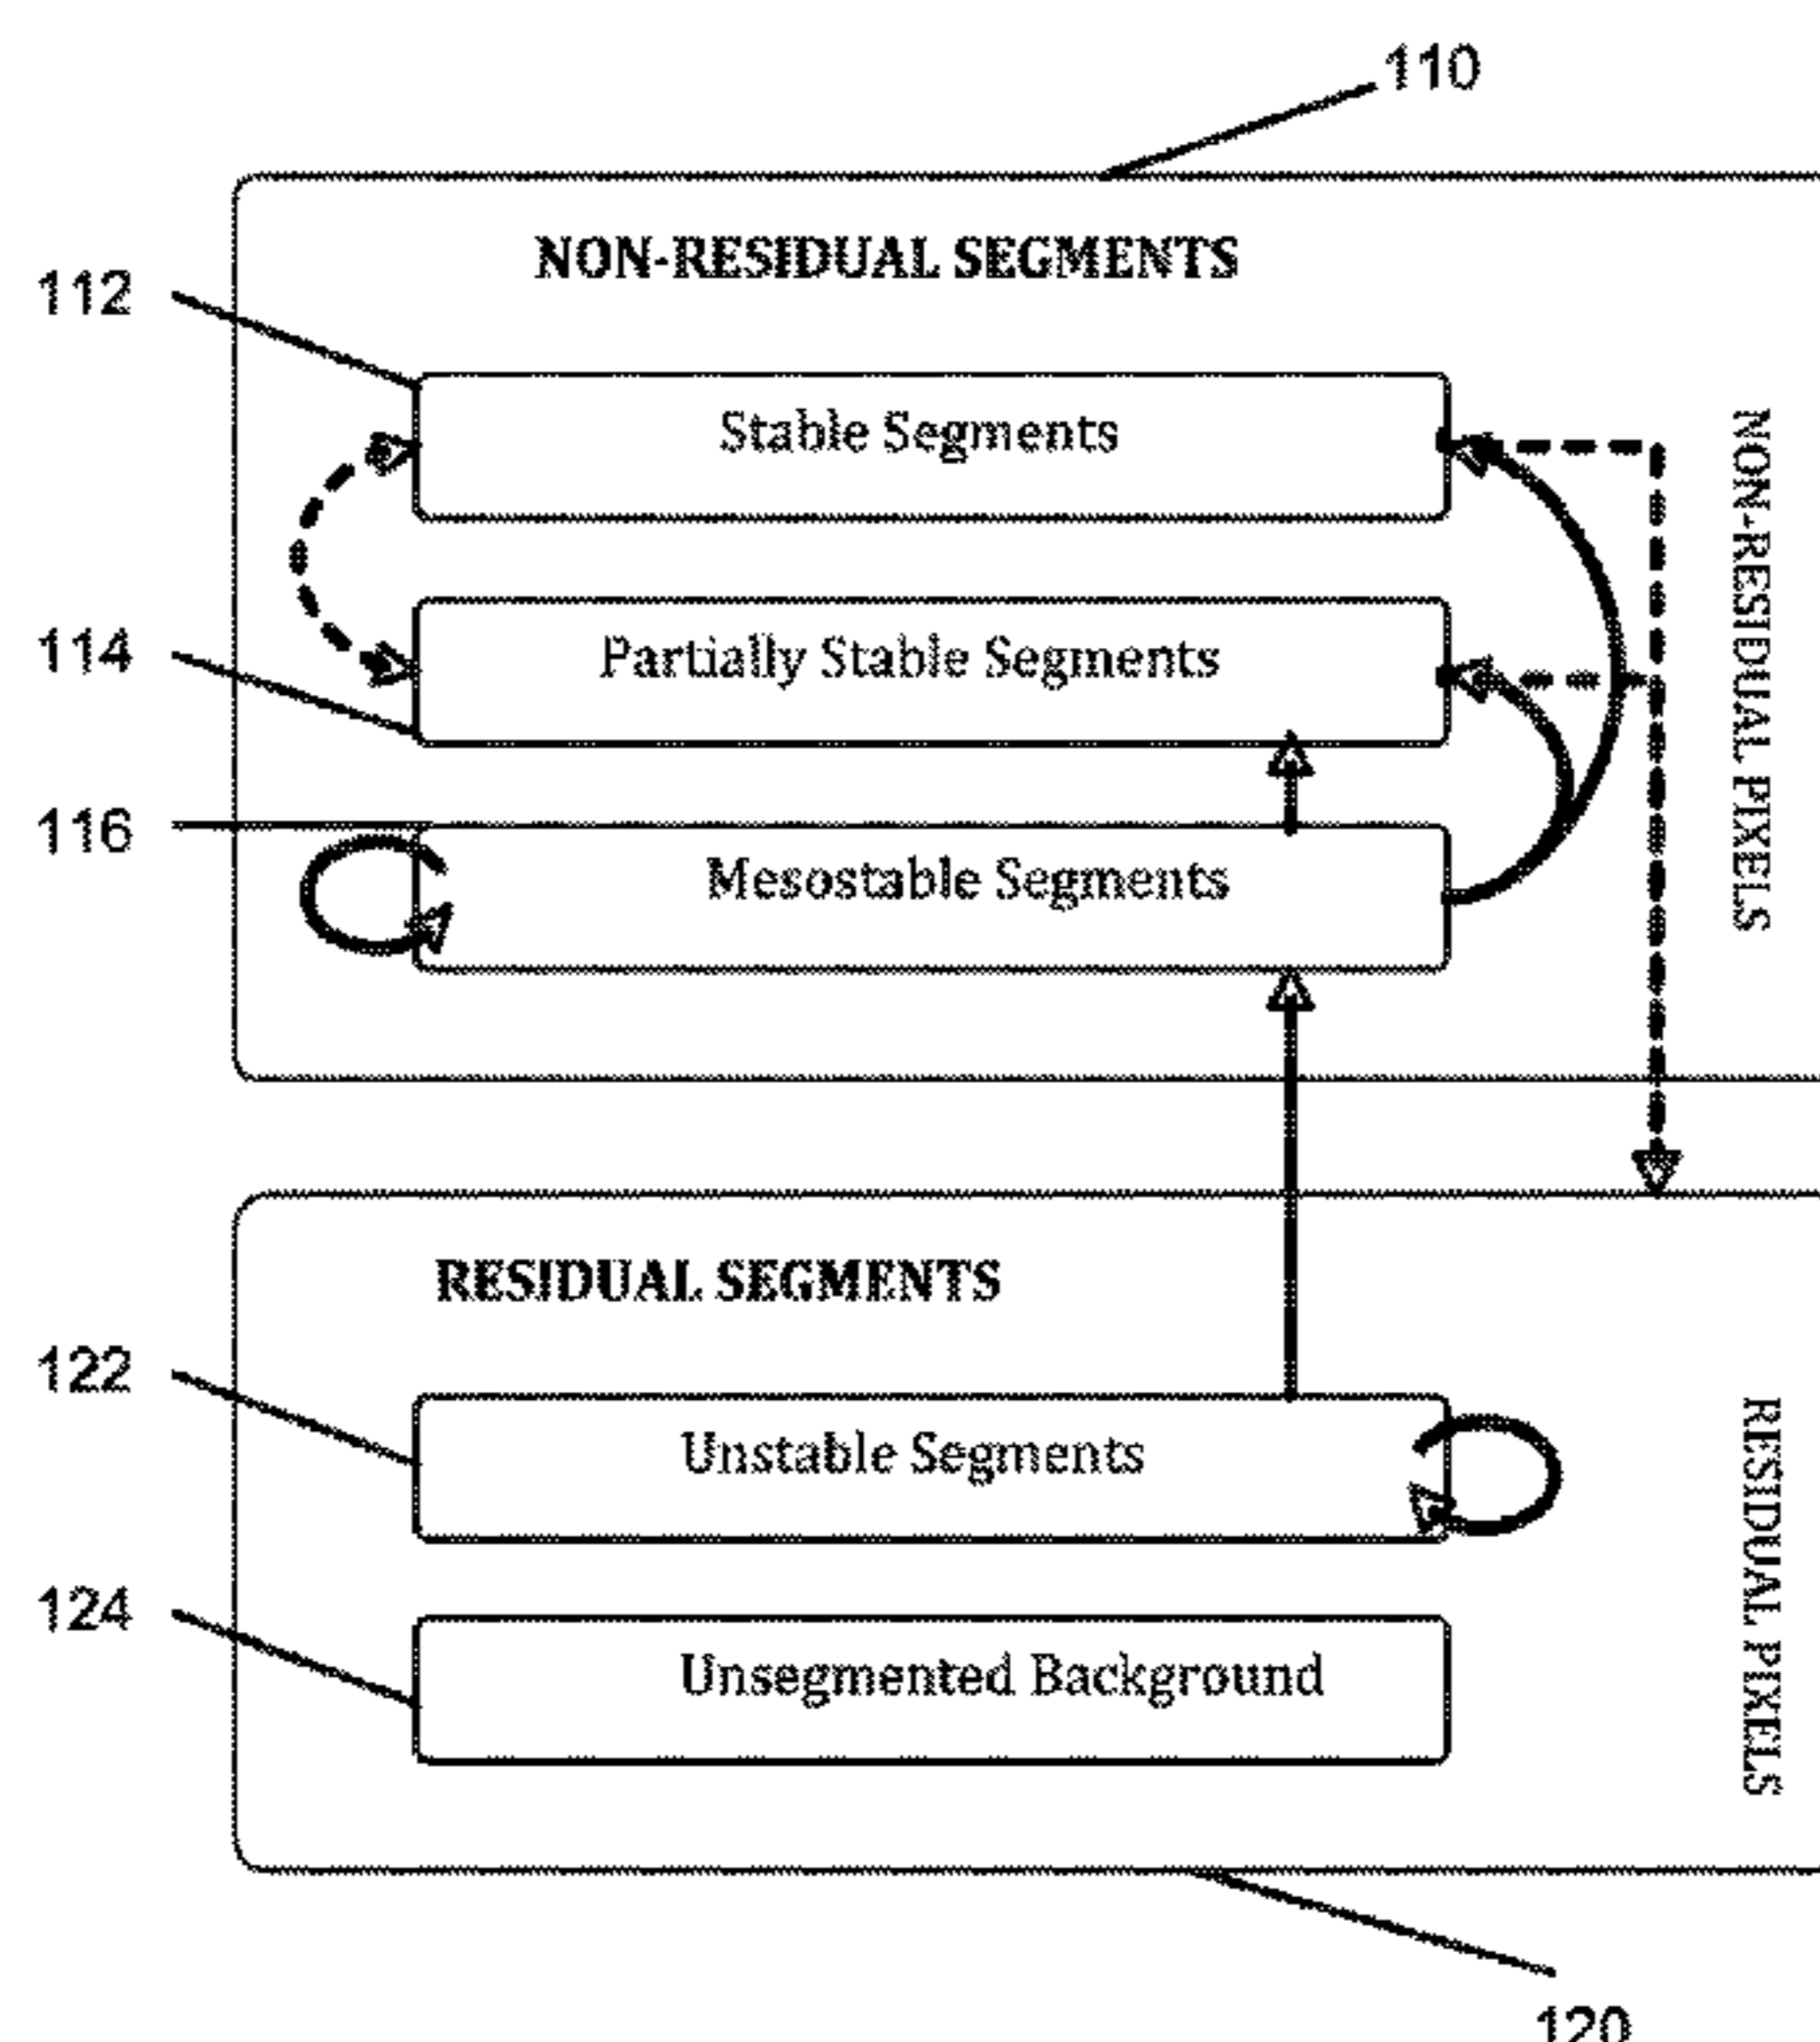 110
NON-RESIDUAL SEGMENTS
112
Stable Segments
114
Partially Stable Segments
116
Mesostable Segments
NON-RESIDUAL PIXELS
RESIDUAL SEGMENTS
122
Unstable Segments
124
Unsegmented Background
RESIDUAL PIXELS
120